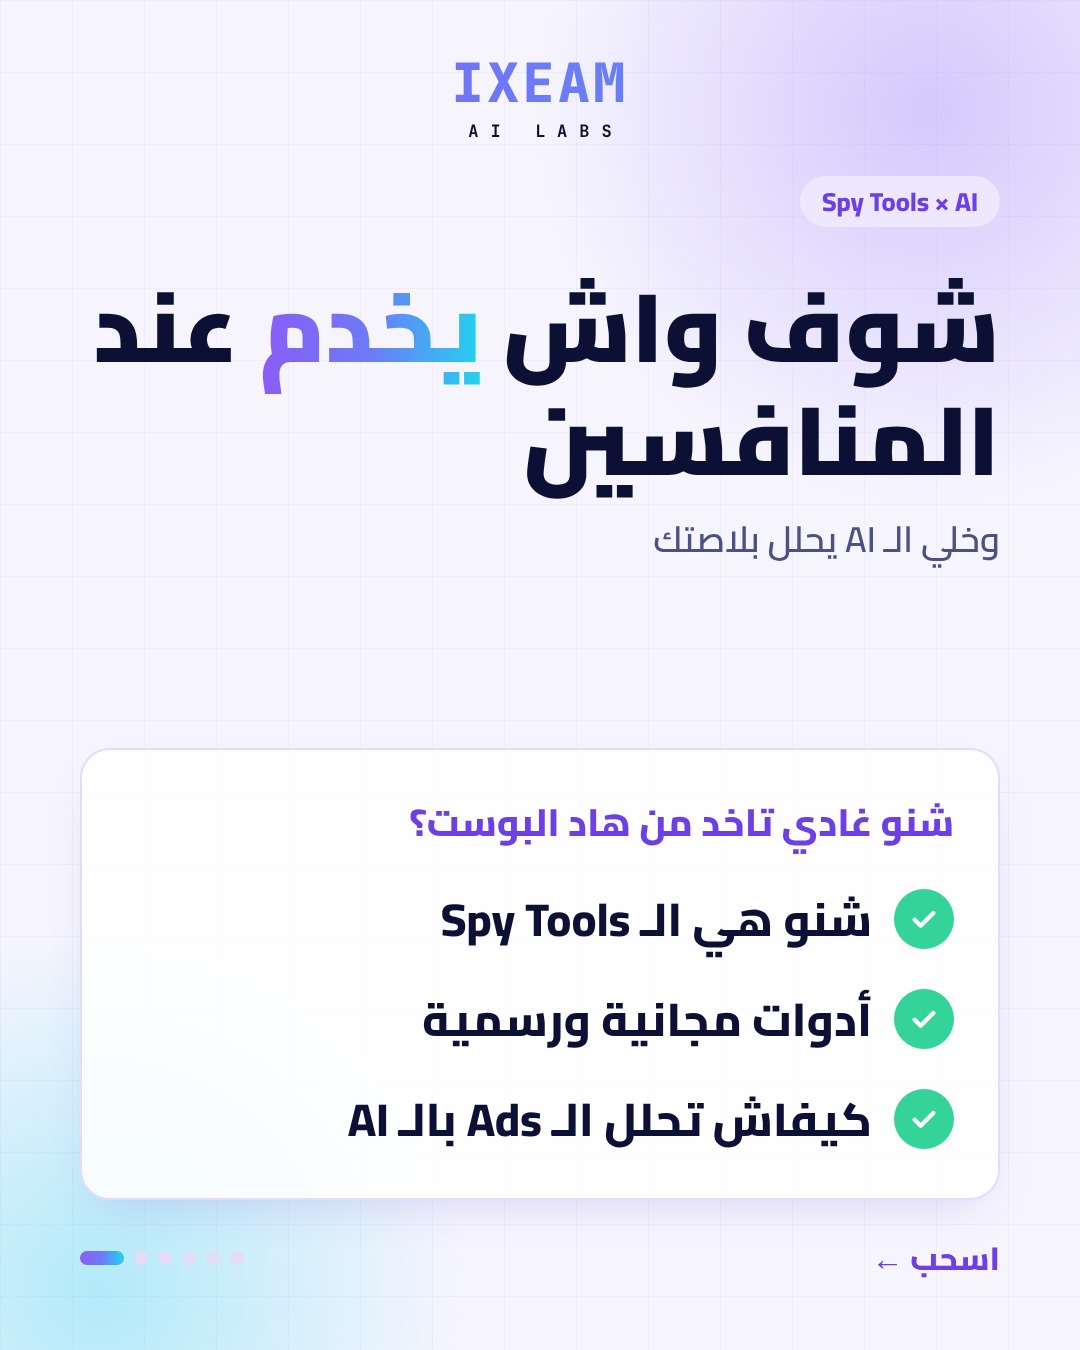 IXEAM
AI LABS
Spy Tools × AI
شوف واش يخدم عند
المنافسين
وخلي الـ AI يحلل بلاصتك
شنو غادي تاخد من هاد البوست؟
شنو هي الـ Spy Tools
أدوات مجانية ورسمية
كيفاش تحلل الـ Ads بالـ AI
اسحب ←